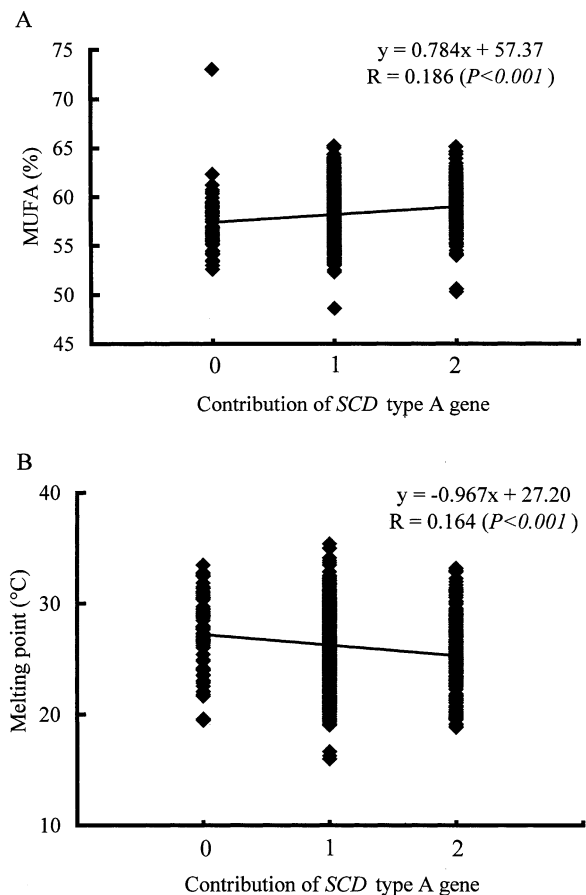 A
y = 0.784x + 57.37
R = 0.186 (P<0.001)
75
70
65
60
55
50
45
MUFA (%)
0 1 2
Contribution of SCD type A gene
B
y = -0.967x + 27.20
R = 0.164 (P<0.001)
40
30
20
10
Melting point (°C)
0 1 2
Contribution of SCD type A gene